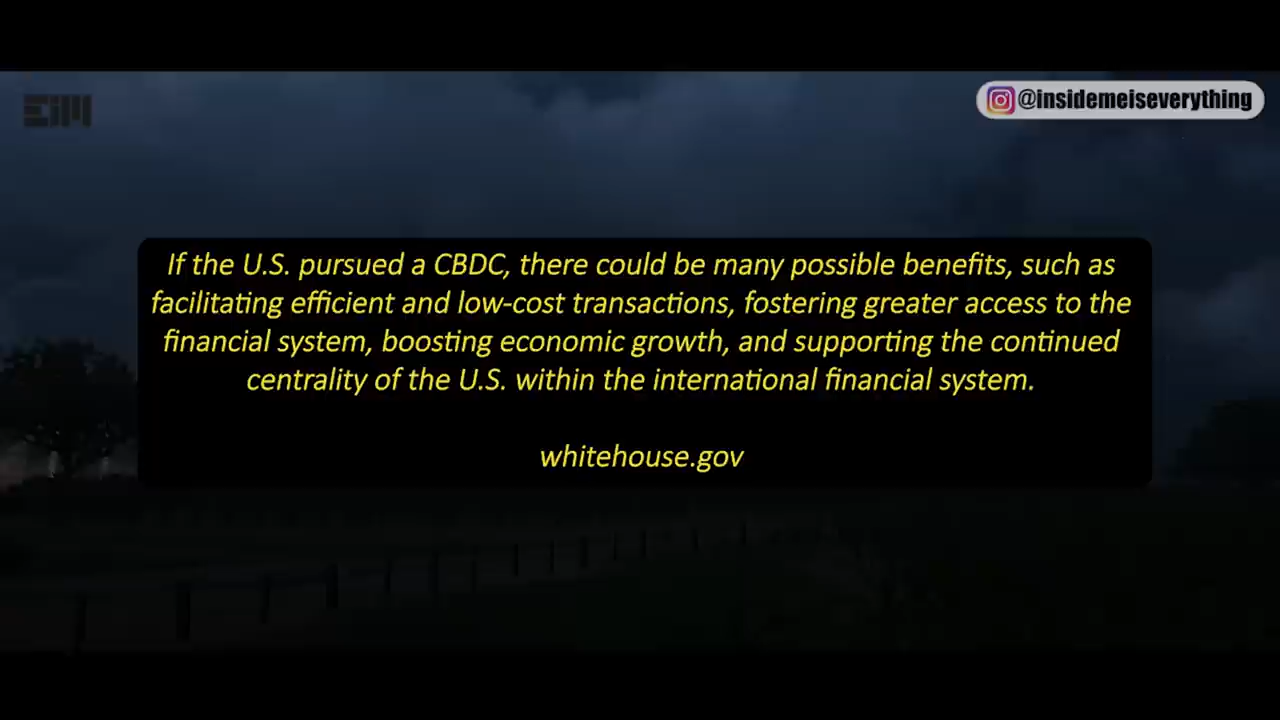 EiM
@insidemeiseverything
If the U.S. pursued a CBDC, there could be many possible benefits, such as
facilitating efficient and low-cost transactions, fostering greater access to the
financial system, boosting economic growth, and supporting the continued
centrality of the U.S. within the international financial system.
whitehouse.gov